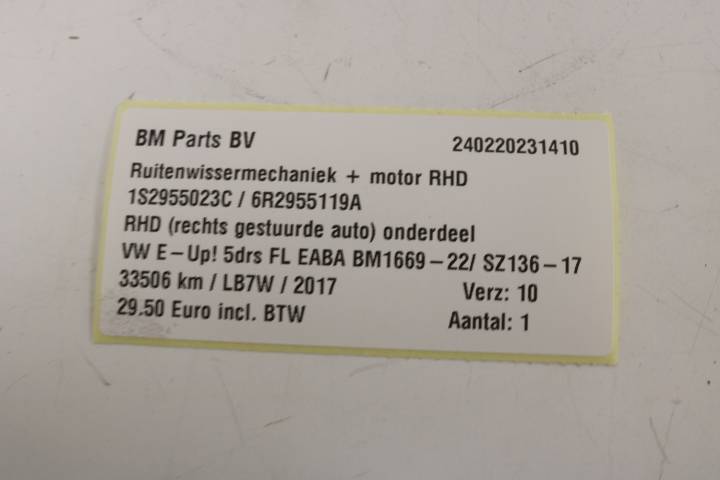 BM Parts BV 240220231410
Ruitenwissermechaniek + motor RHD
1S2955023C / 6R2955119A
RHD (rechts gestuurde auto) onderdeel
VW E-Up! 5drs FL EABA BM1669-22/ SZ136-17
33506 km / LB7W / 2017 Verz: 10
29.50 Euro incl. BTW Aantal: 1